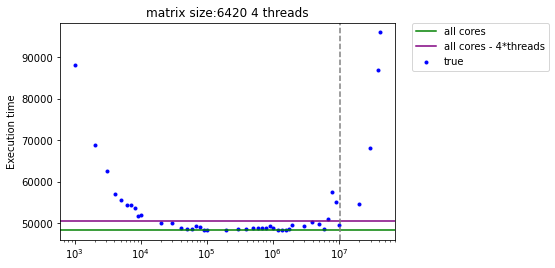 matrix size:6420 4 threads
all cores
all cores - 4*threads
true
Execution time
90000
80000
70000
60000
50000
10³ 10⁴ 10⁵ 10⁶ 10⁷